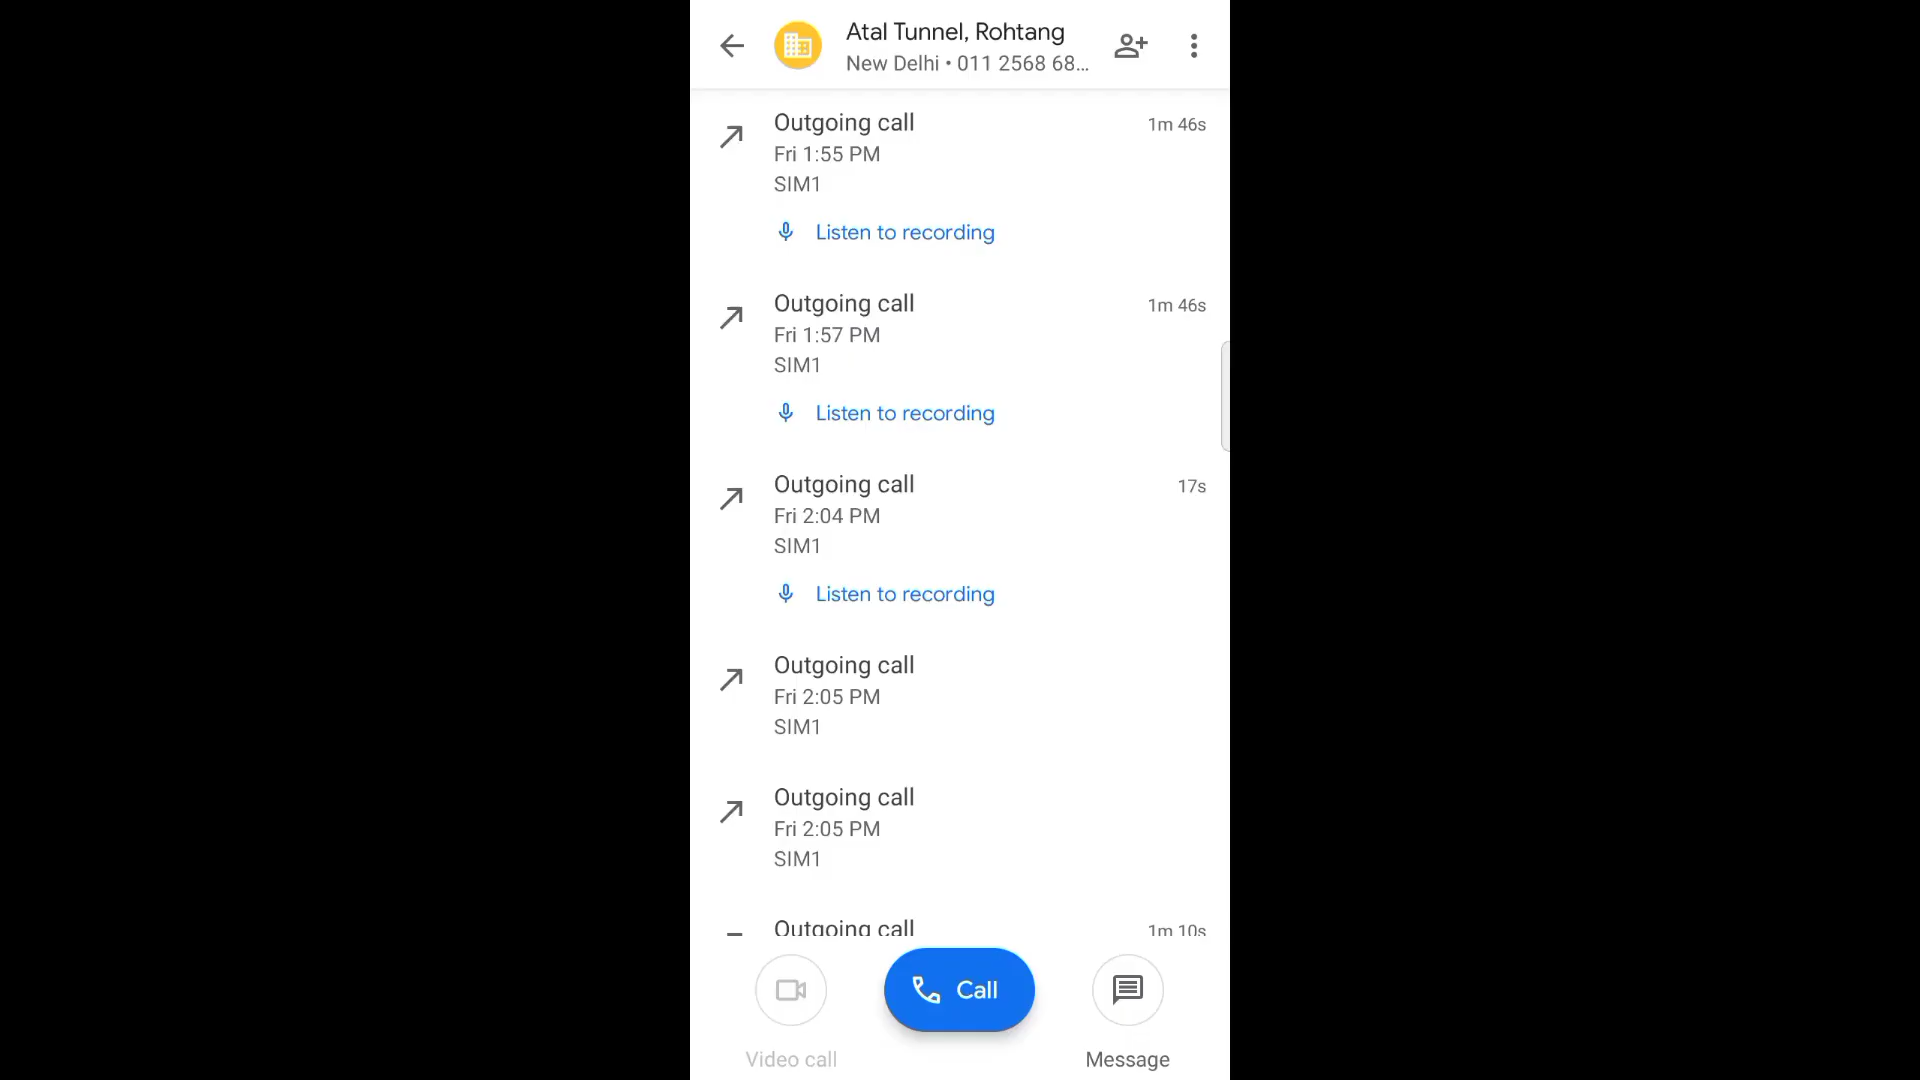 Atal Tunnel, Rohtang
New Delhi • 011 2568 68...
Outgoing call 1m 46s
Fri 1:55 PM
SIM1
Listen to recording
Outgoing call 1m 46s
Fri 1:57 PM
SIM1
Listen to recording
Outgoing call 17s
Fri 2:04 PM
SIM1
Listen to recording
Outgoing call
Fri 2:05 PM
SIM1
Outgoing call
Fri 2:05 PM
SIM1
Outgoing call 1m 10s
Call
Video call Message